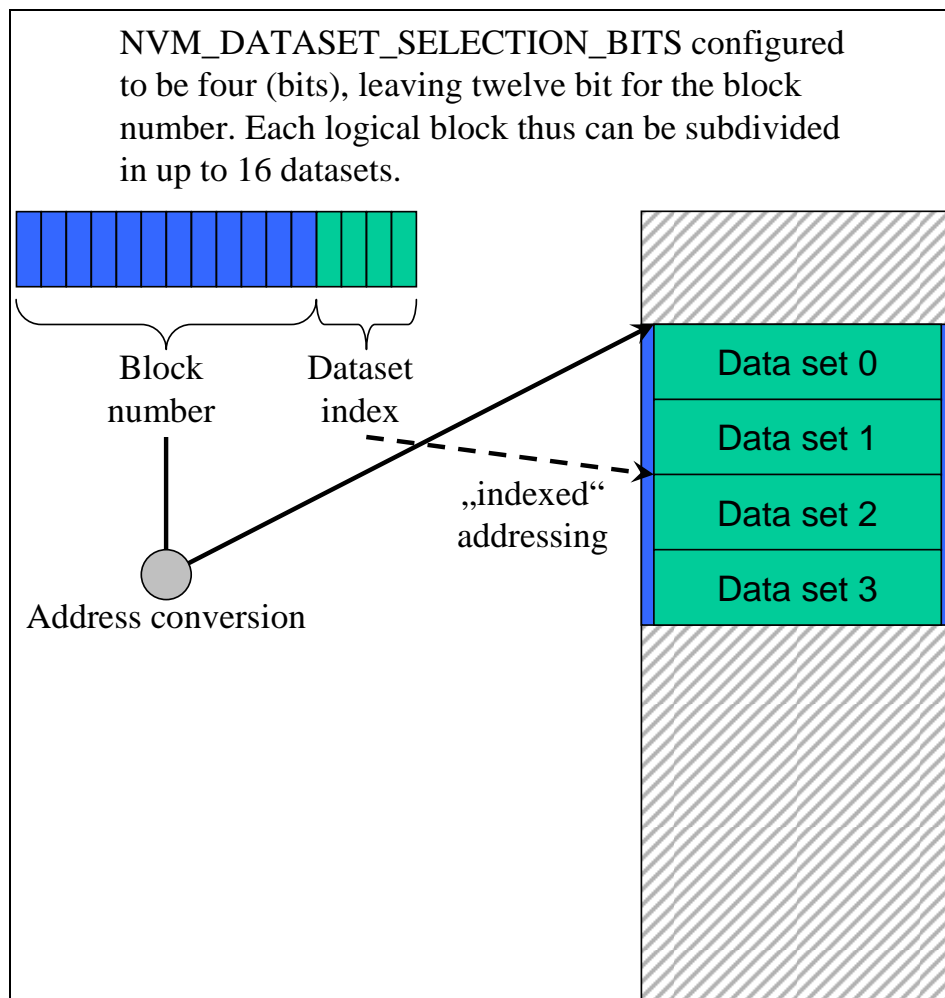 NVM_DATASET_SELECTION_BITS configured
to be four (bits), leaving twelve bit for the block
number. Each logical block thus can be subdivided
in up to 16 datasets.
Block
number
Dataset
index
„indexed“
addressing
Address conversion
Data set 0
Data set 1
Data set 2
Data set 3